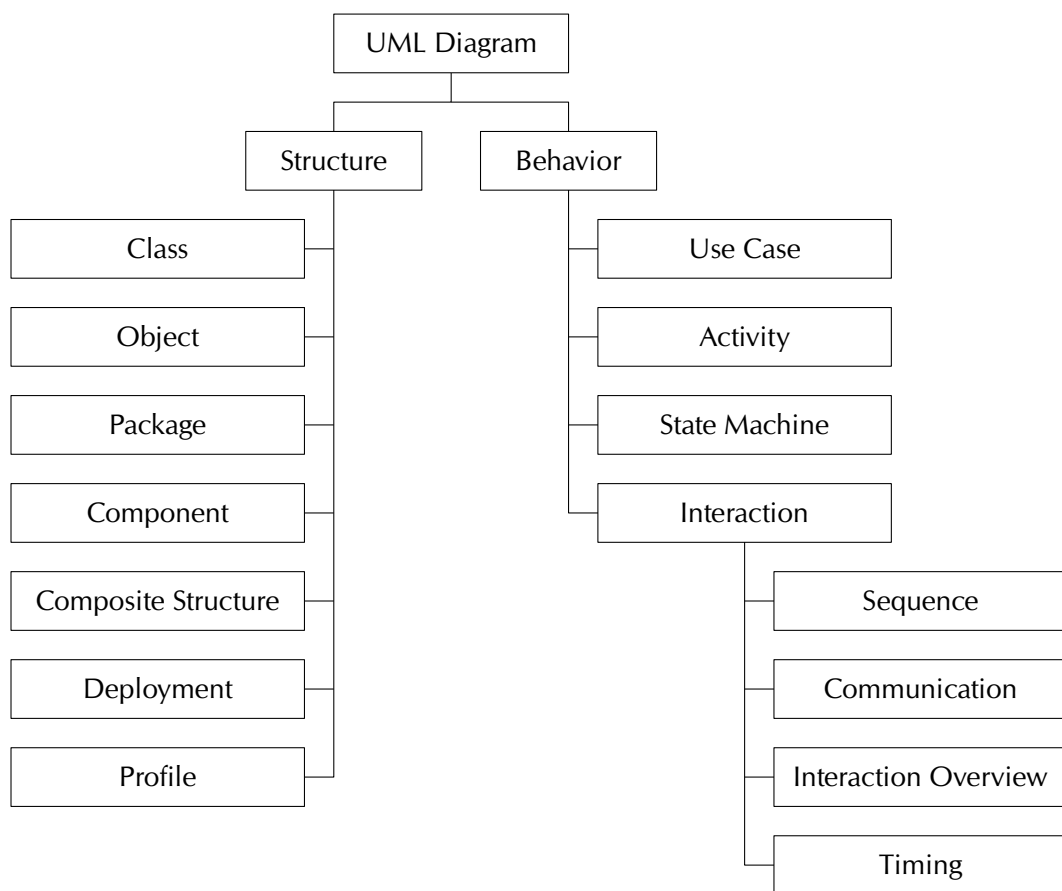 UML Diagram
Structure
Behavior
Class
Object
Package
Component
Composite Structure
Deployment
Profile
Use Case
Activity
State Machine
Interaction
Sequence
Communication
Interaction Overview
Timing